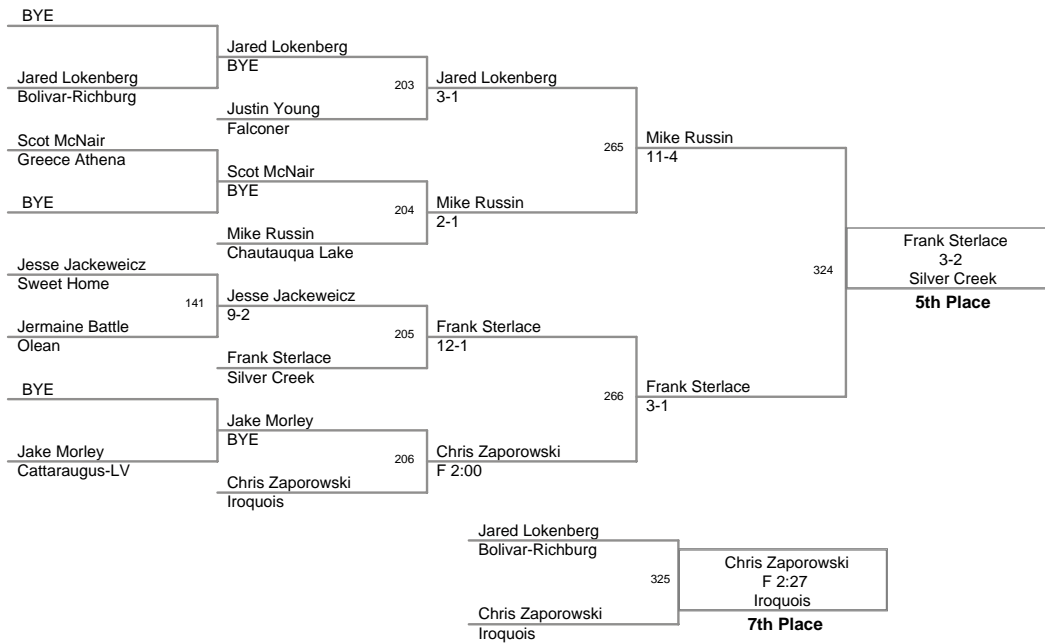 BYE
Jared Lokenberg
BYE
Jared Lokenberg
Bolivar-Richburg
203
Jared Lokenberg
3-1
Justin Young
Falconer
Scot McNair
Greece Athena
265
Mike Russin
11-4
Scot McNair
BYE
BYE
204
Mike Russin
2-1
Mike Russin
Chautauqua Lake
Jesse Jackeweicz
Sweet Home
324
Frank Sterlace
3-2
Silver Creek
5th Place
141
Jesse Jackeweicz
9-2
Jermaine Battle
Olean
205
Frank Sterlace
12-1
Frank Sterlace
Silver Creek
BYE
266
Frank Sterlace
3-1
Jake Morley
BYE
Jake Morley
Cattaraugus-LV
206
Chris Zaporowski
F 2:00
Chris Zaporowski
Iroquois
Jared Lokenberg
Bolivar-Richburg
325
Chris Zaporowski
F 2:27
Iroquois
7th Place
Chris Zaporowski
Iroquois